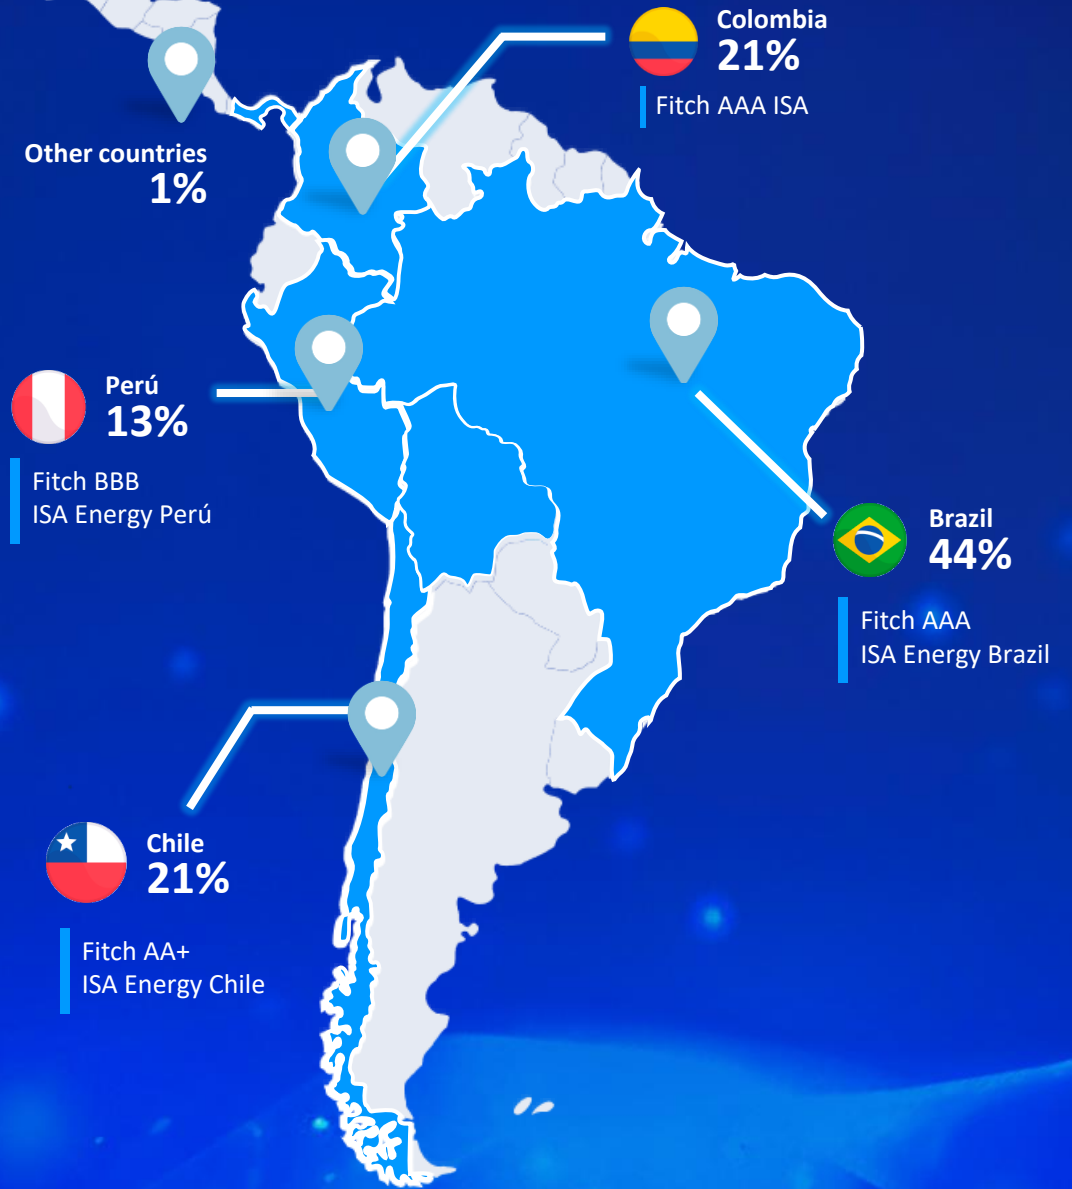 Colombia
21%
Fitch AAA ISA
Other countries
1%
Perú
13%
Fitch BBB
ISA Energy Perú
Brazil
44%
Fitch AAA
ISA Energy Brazil
Chile
21%
Fitch AA+
ISA Energy Chile